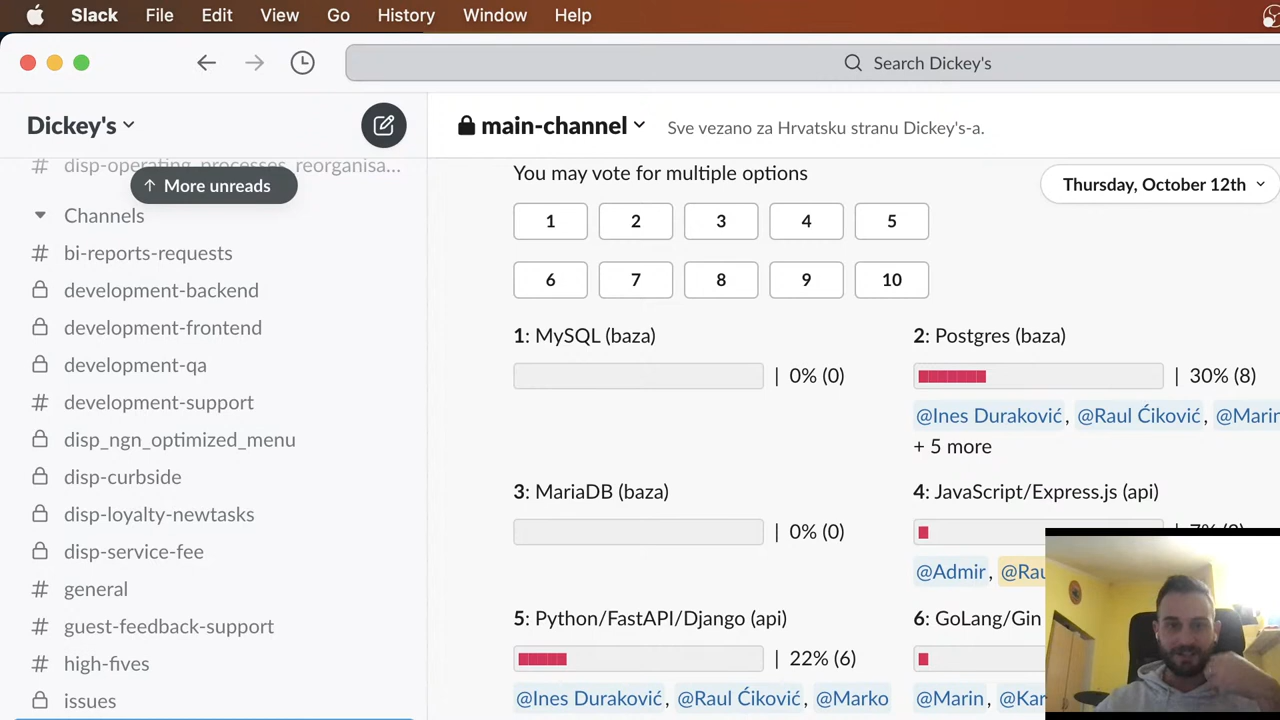 Slack File Edit View Go History Window Help
Search Dickey's
Dickey's
main-channel
Sve vezano za Hrvatsku stranu Dickey's-a.
# disp-operating_processes_reorganisa...
↑ More unreads
Channels
# bi-reports-requests
development-backend
development-frontend
development-qa
# development-support
disp_ngn_optimized_menu
disp-curbside
disp-loyalty-newtasks
disp-service-fee
# general
# guest-feedback-support
# high-fives
issues
You may vote for multiple options
Thursday, October 12th
1 2 3 4 5
6 7 8 9 10
1: MySQL (baza)
| 0% (0)
2: Postgres (baza)
| 30% (8)
@Ines Duraković, @Raul Ćiković, @Marin
+ 5 more
3: MariaDB (baza)
| 0% (0)
4: JavaScript/Express.js (api)
@Admir, @Rau
5: Python/FastAPI/Django (api)
| 22% (6)
@Ines Duraković, @Raul Ćiković, @Marko
6: GoLang/Gin
@Marin, @Kar